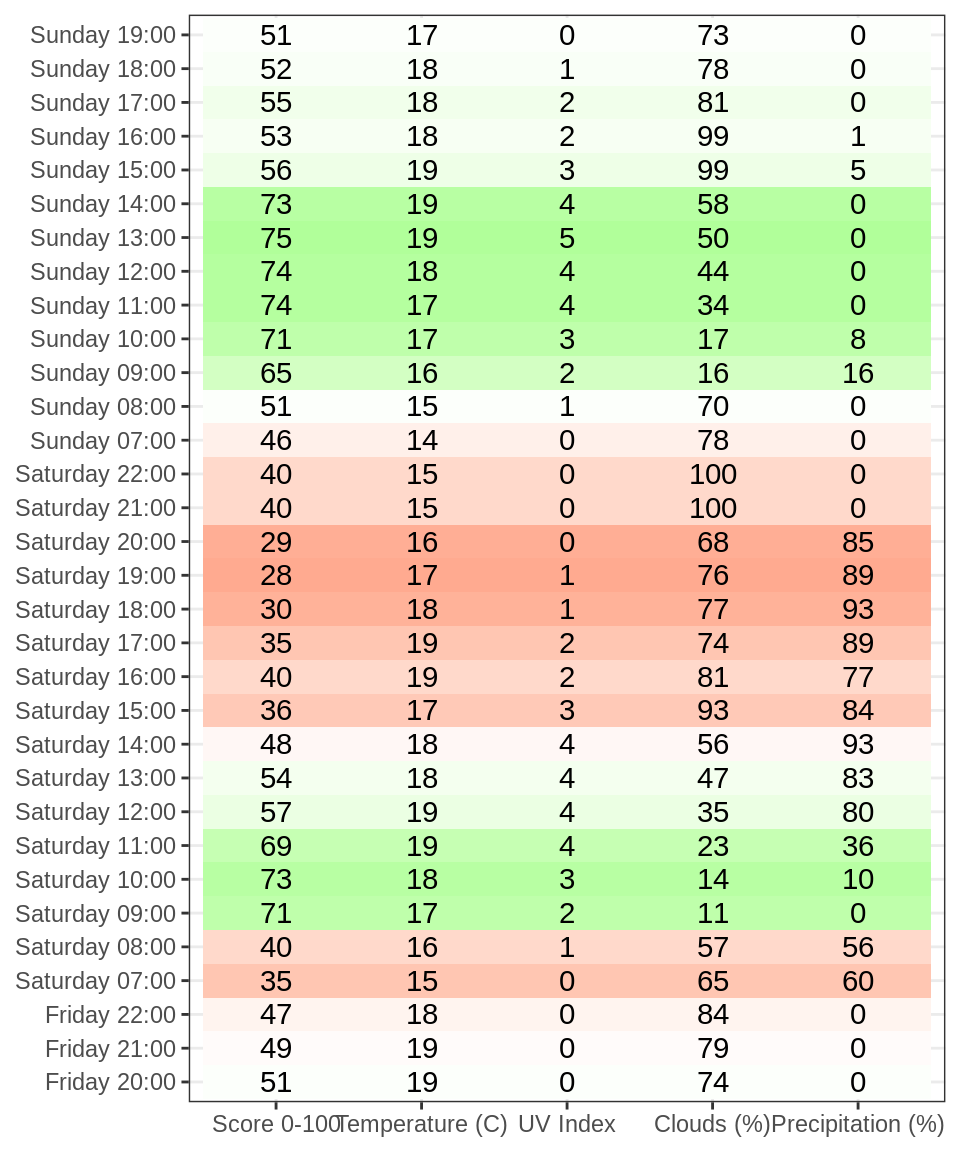 Sunday 19:00 51 17 0 73 0
Sunday 18:00 52 18 1 78 0
Sunday 17:00 55 18 2 81 0
Sunday 16:00 53 18 2 99 1
Sunday 15:00 56 19 3 99 5
Sunday 14:00 73 19 4 58 0
Sunday 13:00 75 19 5 50 0
Sunday 12:00 74 18 4 44 0
Sunday 11:00 74 17 4 34 0
Sunday 10:00 71 17 3 17 8
Sunday 09:00 65 16 2 16 16
Sunday 08:00 51 15 1 70 0
Sunday 07:00 46 14 0 78 0
Saturday 22:00 40 15 0 100 0
Saturday 21:00 40 15 0 100 0
Saturday 20:00 29 16 0 68 85
Saturday 19:00 28 17 1 76 89
Saturday 18:00 30 18 1 77 93
Saturday 17:00 35 19 2 74 89
Saturday 16:00 40 19 2 81 77
Saturday 15:00 36 17 3 93 84
Saturday 14:00 48 18 4 56 93
Saturday 13:00 54 18 4 47 83
Saturday 12:00 57 19 4 35 80
Saturday 11:00 69 19 4 23 36
Saturday 10:00 73 18 3 14 10
Saturday 09:00 71 17 2 11 0
Saturday 08:00 40 16 1 57 56
Saturday 07:00 35 15 0 65 60
Friday 22:00 47 18 0 84 0
Friday 21:00 49 19 0 79 0
Friday 20:00 51 19 0 74 0
Score 0-100 Temperature (C) UV Index Clouds (%) Precipitation (%)